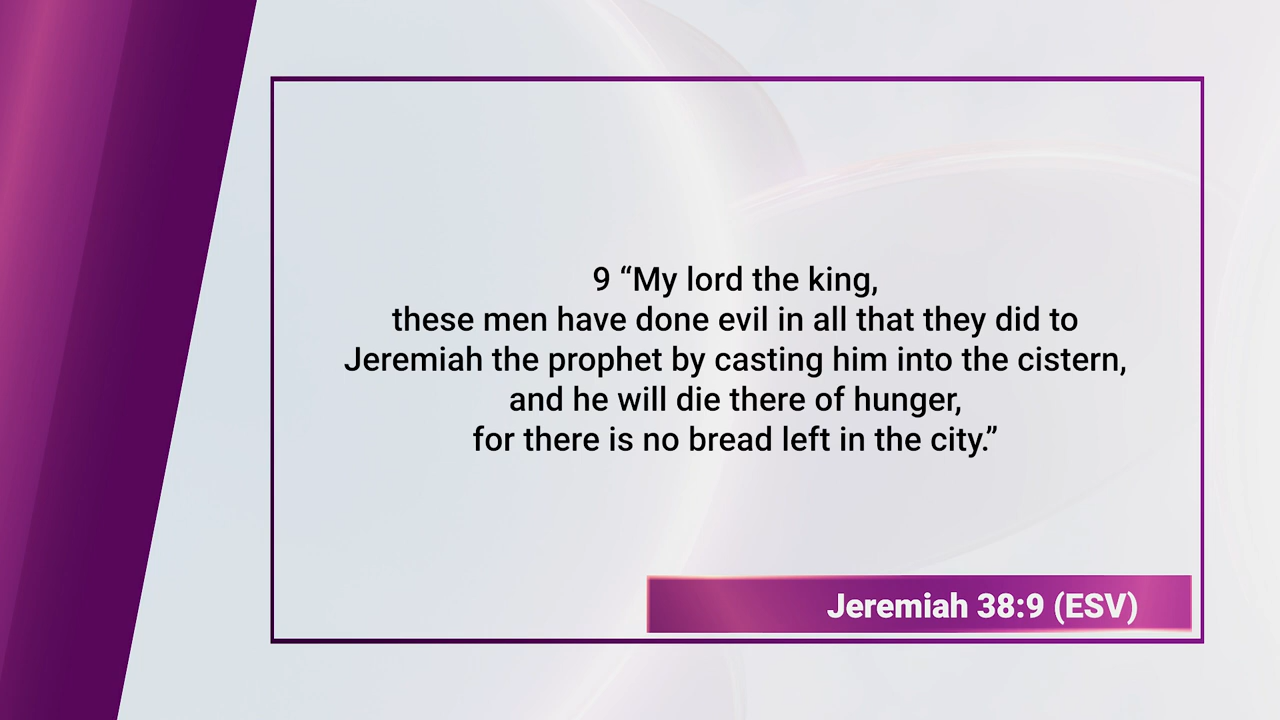 9 “My lord the king,
these men have done evil in all that they did to
Jeremiah the prophet by casting him into the cistern,
and he will die there of hunger,
for there is no bread left in the city.”
Jeremiah 38:9 (ESV)